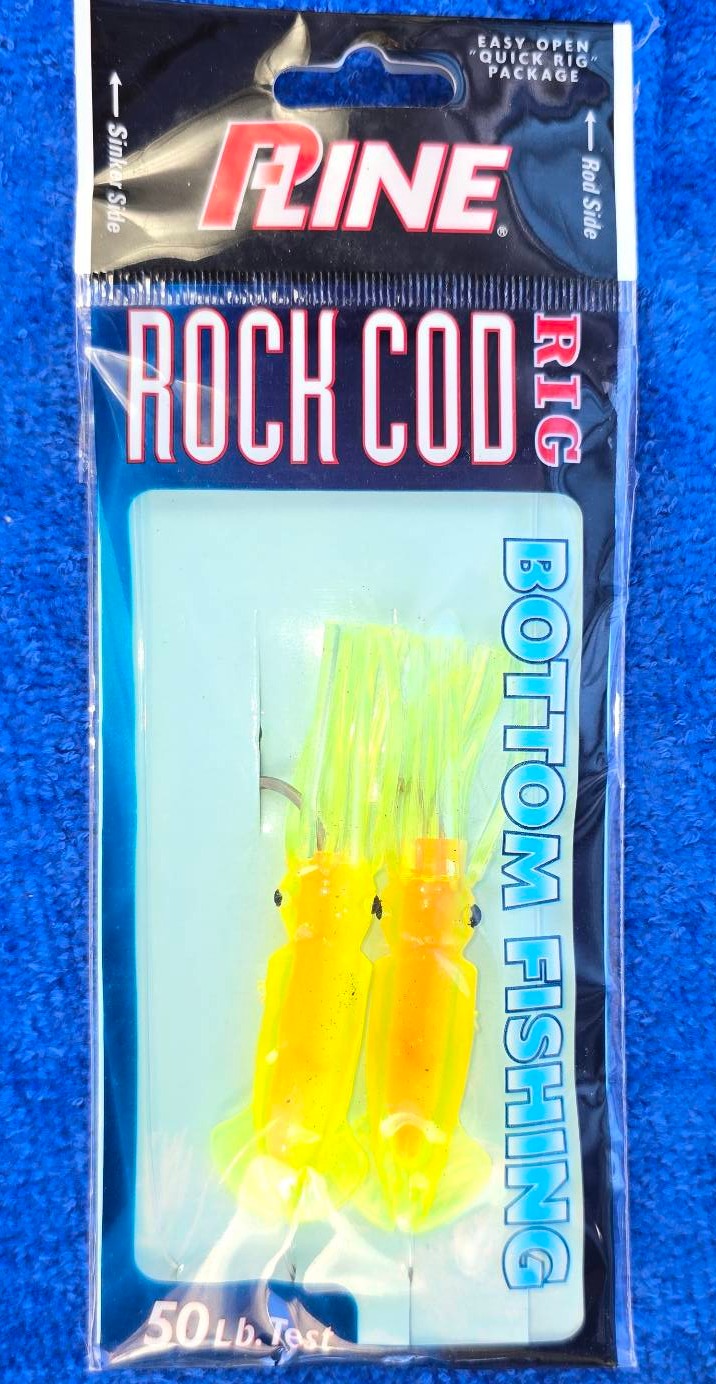 EASY OPEN
"QUICK RIG"
PACKAGE
← Sinker Side
← Rod Side
P-LINE®
ROCK COD
RIG
BOTTOM FISHING
50 Lb. Test